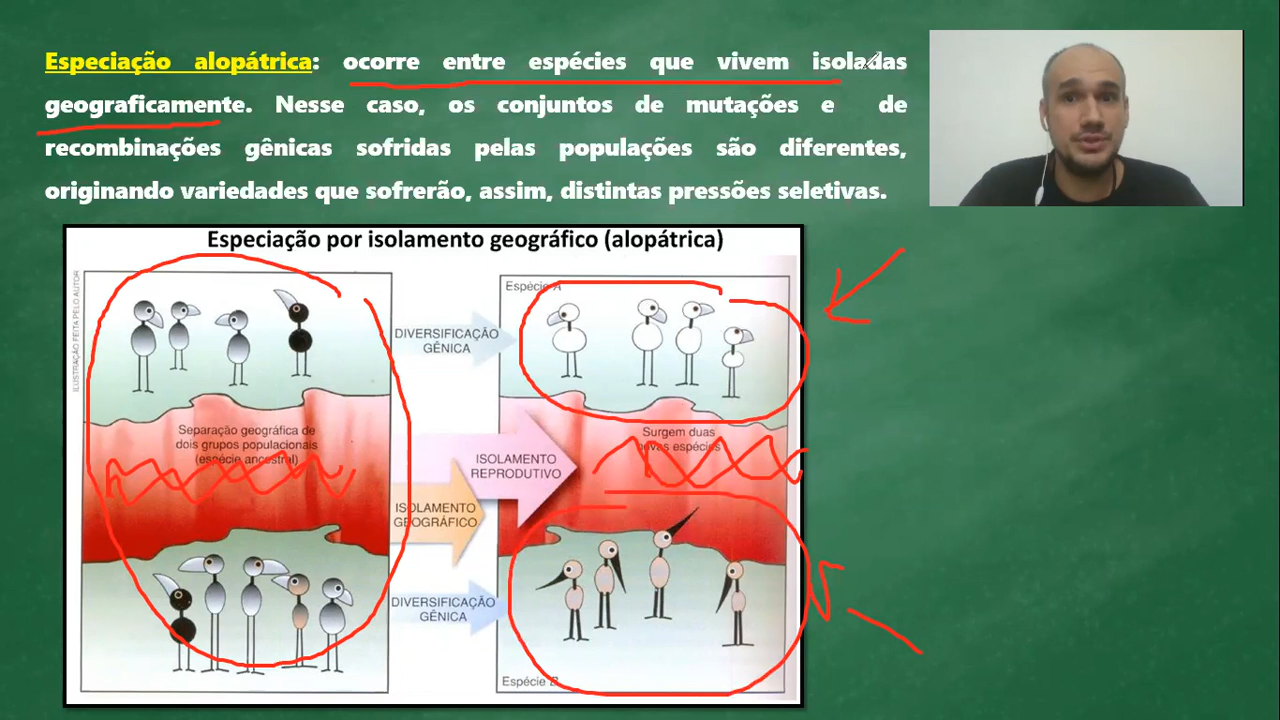 Especiação alopátrica: ocorre entre espécies que vivem isoladas
geograficamente. Nesse caso, os conjuntos de mutações e de
recombinações gênicas sofridas pelas populações são diferentes,
originando variedades que sofrerão, assim, distintas pressões seletivas.
Especiação por isolamento geográfico (alopátrica)
ILUSTRAÇÃO FEITA PELO AUTOR
Espécie A
DIVERSIFICAÇÃO
GÊNICA
Separação geográfica de
dois grupos populacionais
(espécie ancestral)
Surgem duas
novas espécies
ISOLAMENTO
REPRODUTIVO
ISOLAMENTO
GEOGRÁFICO
DIVERSIFICAÇÃO
GÊNICA
Espécie B